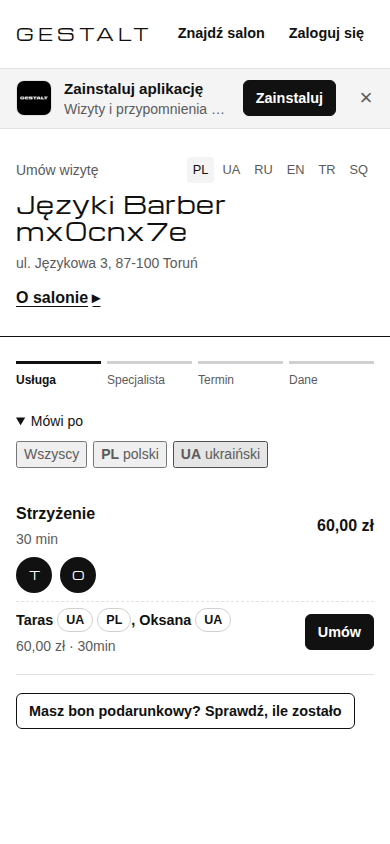 GESTALT
Znajdź salon
Zaloguj się
GESTALT
Zainstaluj aplikację
Wizyty i przypomnienia …
Zainstaluj
×
Umów wizytę
PL UA RU EN TR SQ
Języki Barber
mx0cnx7e
ul. Językowa 3, 87-100 Toruń
O salonie ▸
Usługa
Specjalista
Termin
Dane
▼ Mówi po
Wszyscy
PL polski
UA ukraiński
Strzyżenie
60,00 zł
30 min
T
O
Taras UA PL, Oksana UA
60,00 zł · 30min
Umów
Masz bon podarunkowy? Sprawdź, ile zostało